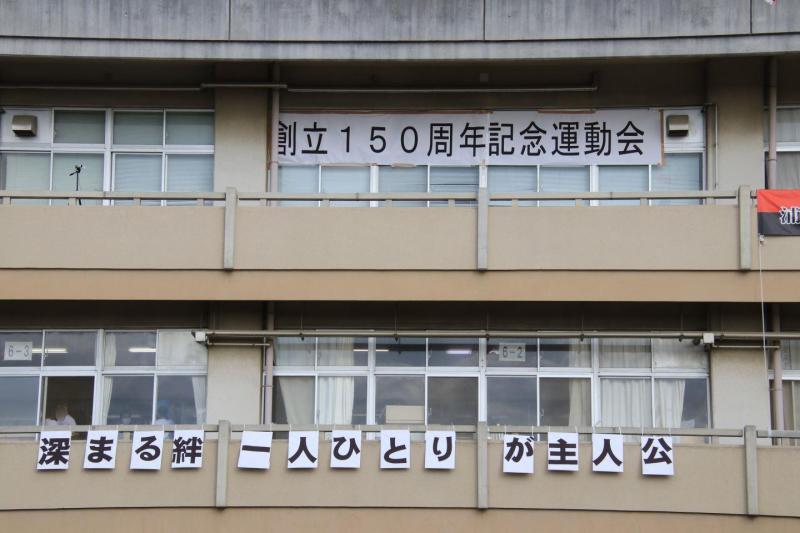 創立１５０周年記念運動会
浦
6-3
6-2
深まる絆 一人ひとりが主人公